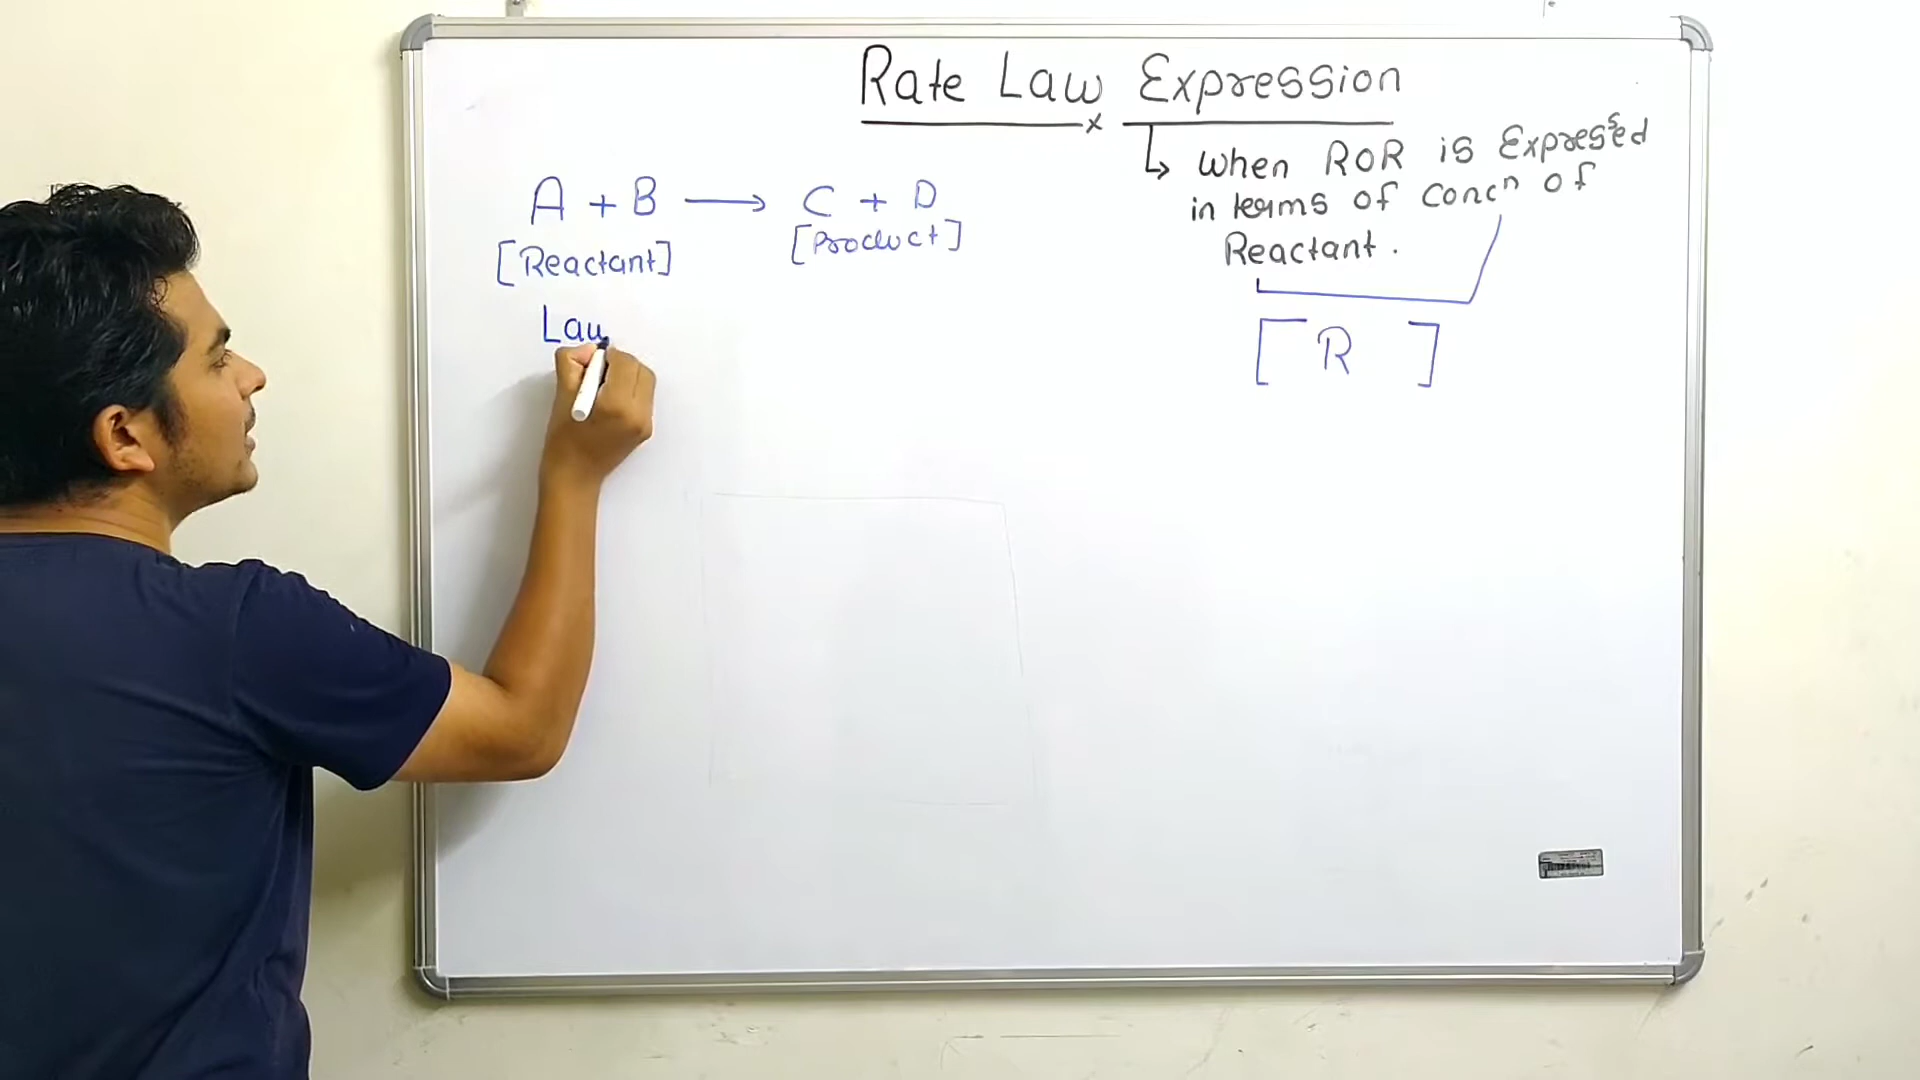 Rate Law Expression
when ROR is Expressed
in terms of Concⁿ of
Reactant.
A + B ⟶ C + D
[Reactant] [Product]
Law
[ R ]